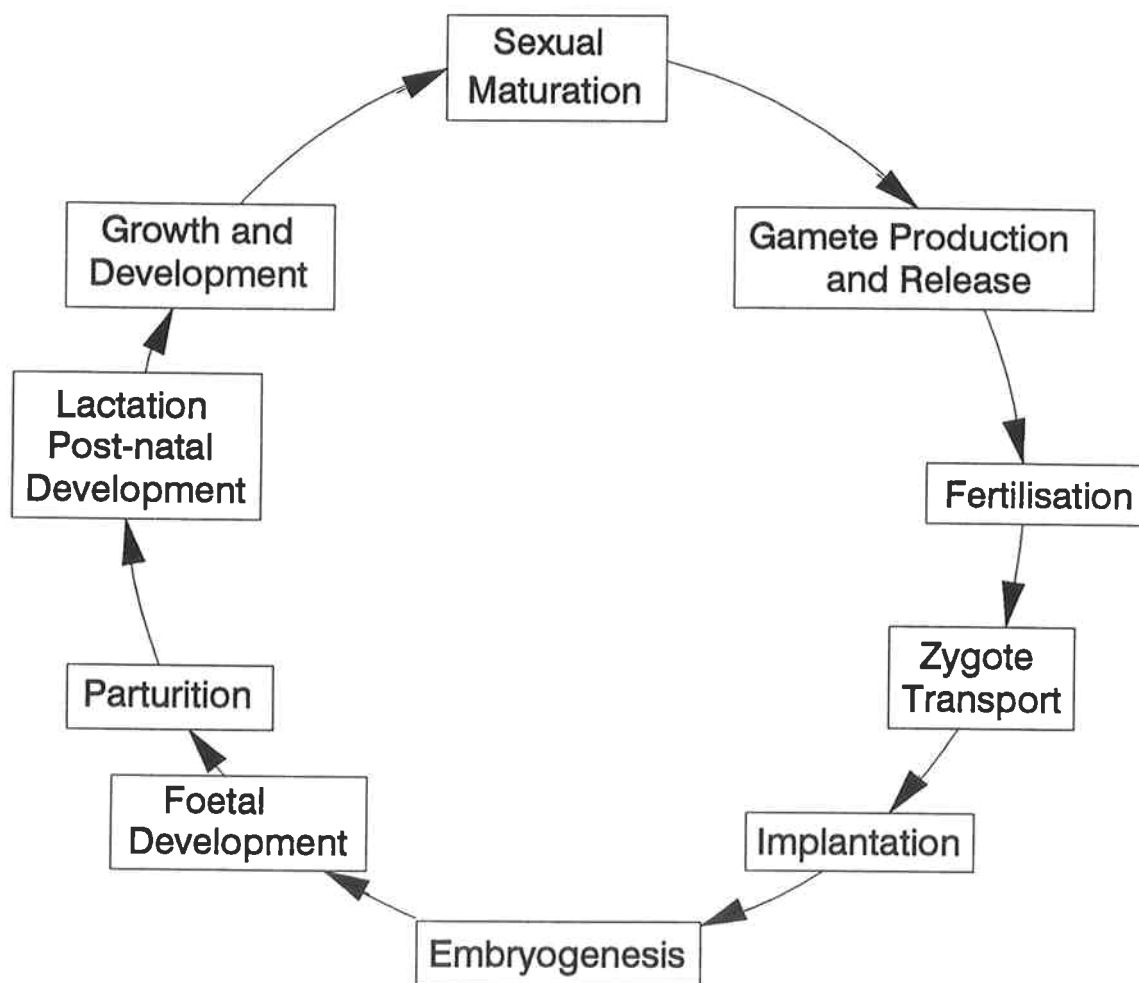 Sexual
Maturation
Gamete Production
and Release
Fertilisation
Zygote
Transport
Implantation
Embryogenesis
Foetal
Development
Parturition
Lactation
Post-natal
Development
Growth and
Development